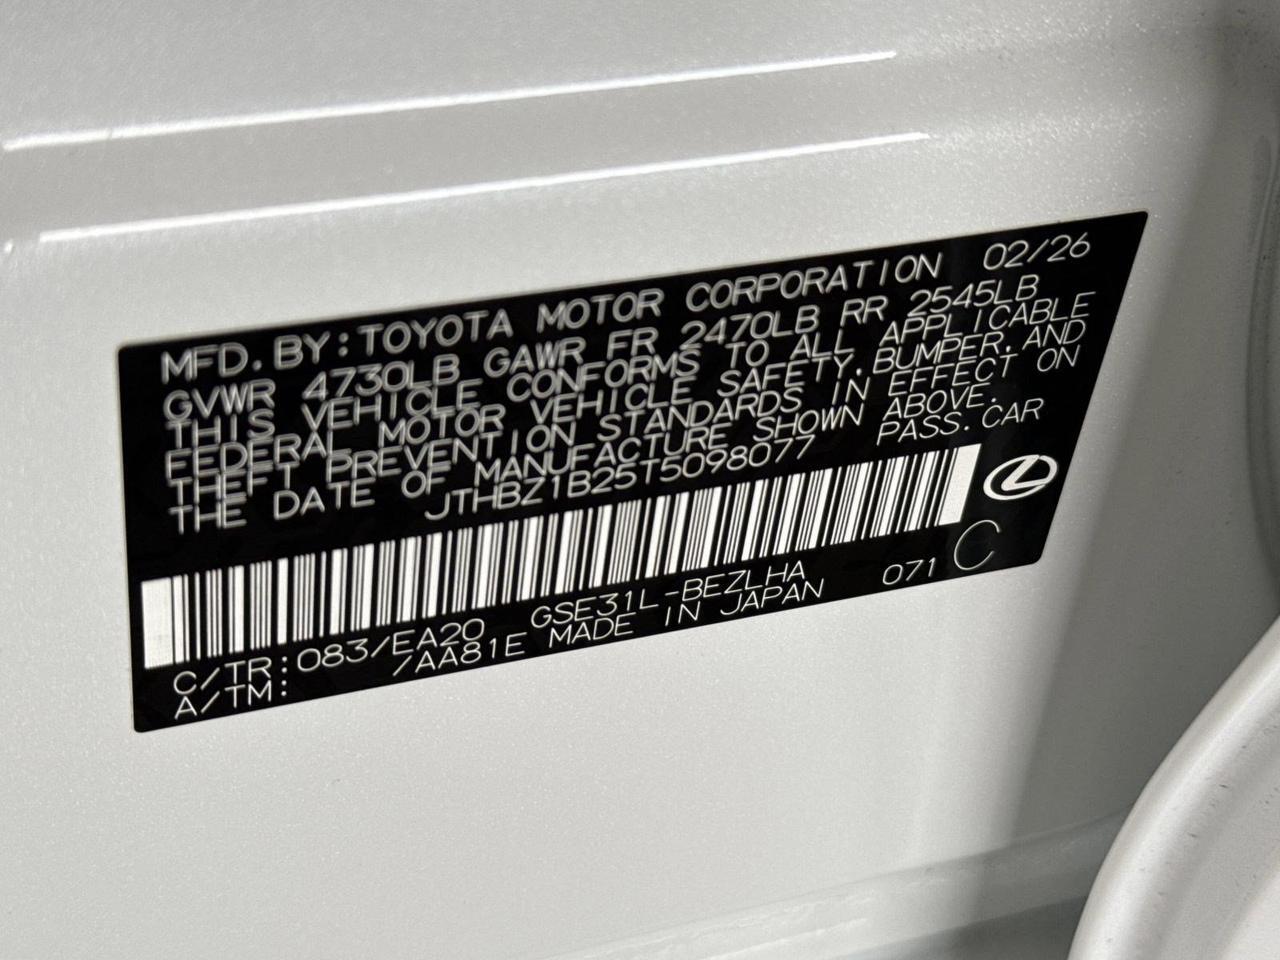 MFD. BY: TOYOTA MOTOR CORPORATION 02/26
GVWR 4730LB GAWR FR 2470LB RR 2545LB
THIS VEHICLE CONFORMS TO ALL APPLICABLE
FEDERAL MOTOR VEHICLE SAFETY, BUMPER, AND
THEFT PREVENTION STANDARDS IN EFFECT ON
THE DATE OF MANUFACTURE SHOWN ABOVE.
JTHBZ1B25T5098077 PASS. CAR
C/TR: 083/EA20 GSE31L-BEZLHA 071 C
A/TM: /AA81E MADE IN JAPAN